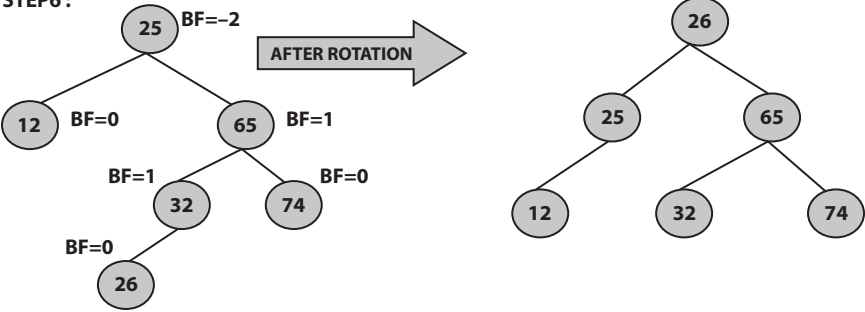 STEP6 :
25 BF=–2
AFTER ROTATION
12 BF=0
65 BF=1
BF=1 32
74 BF=0
BF=0
26
26
25
65
12
32
74